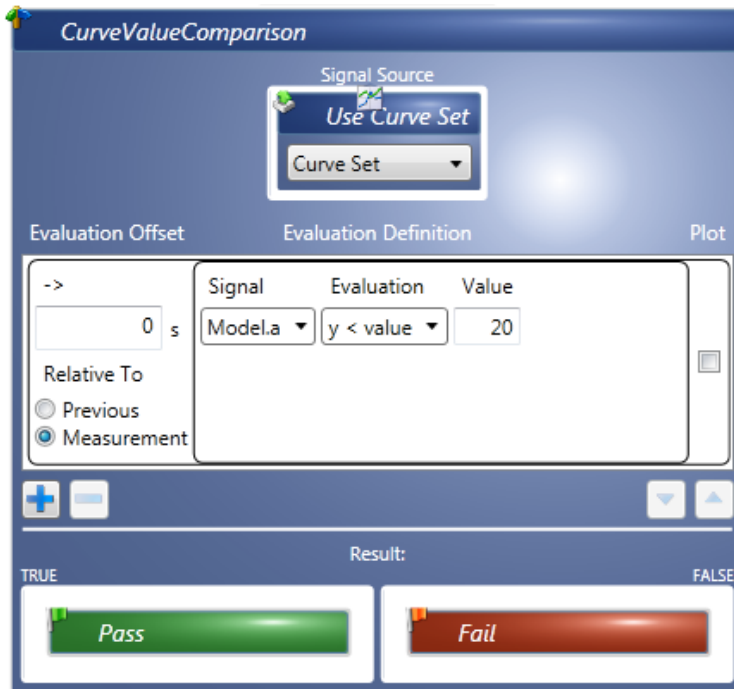 CurveValueComparison
Signal Source
Use Curve Set
Curve Set
Evaluation Offset Evaluation Definition Plot
->
Signal Evaluation Value
0 s Model.a y < value 20
Relative To
Previous
Measurement
Result:
TRUE FALSE
Pass Fail